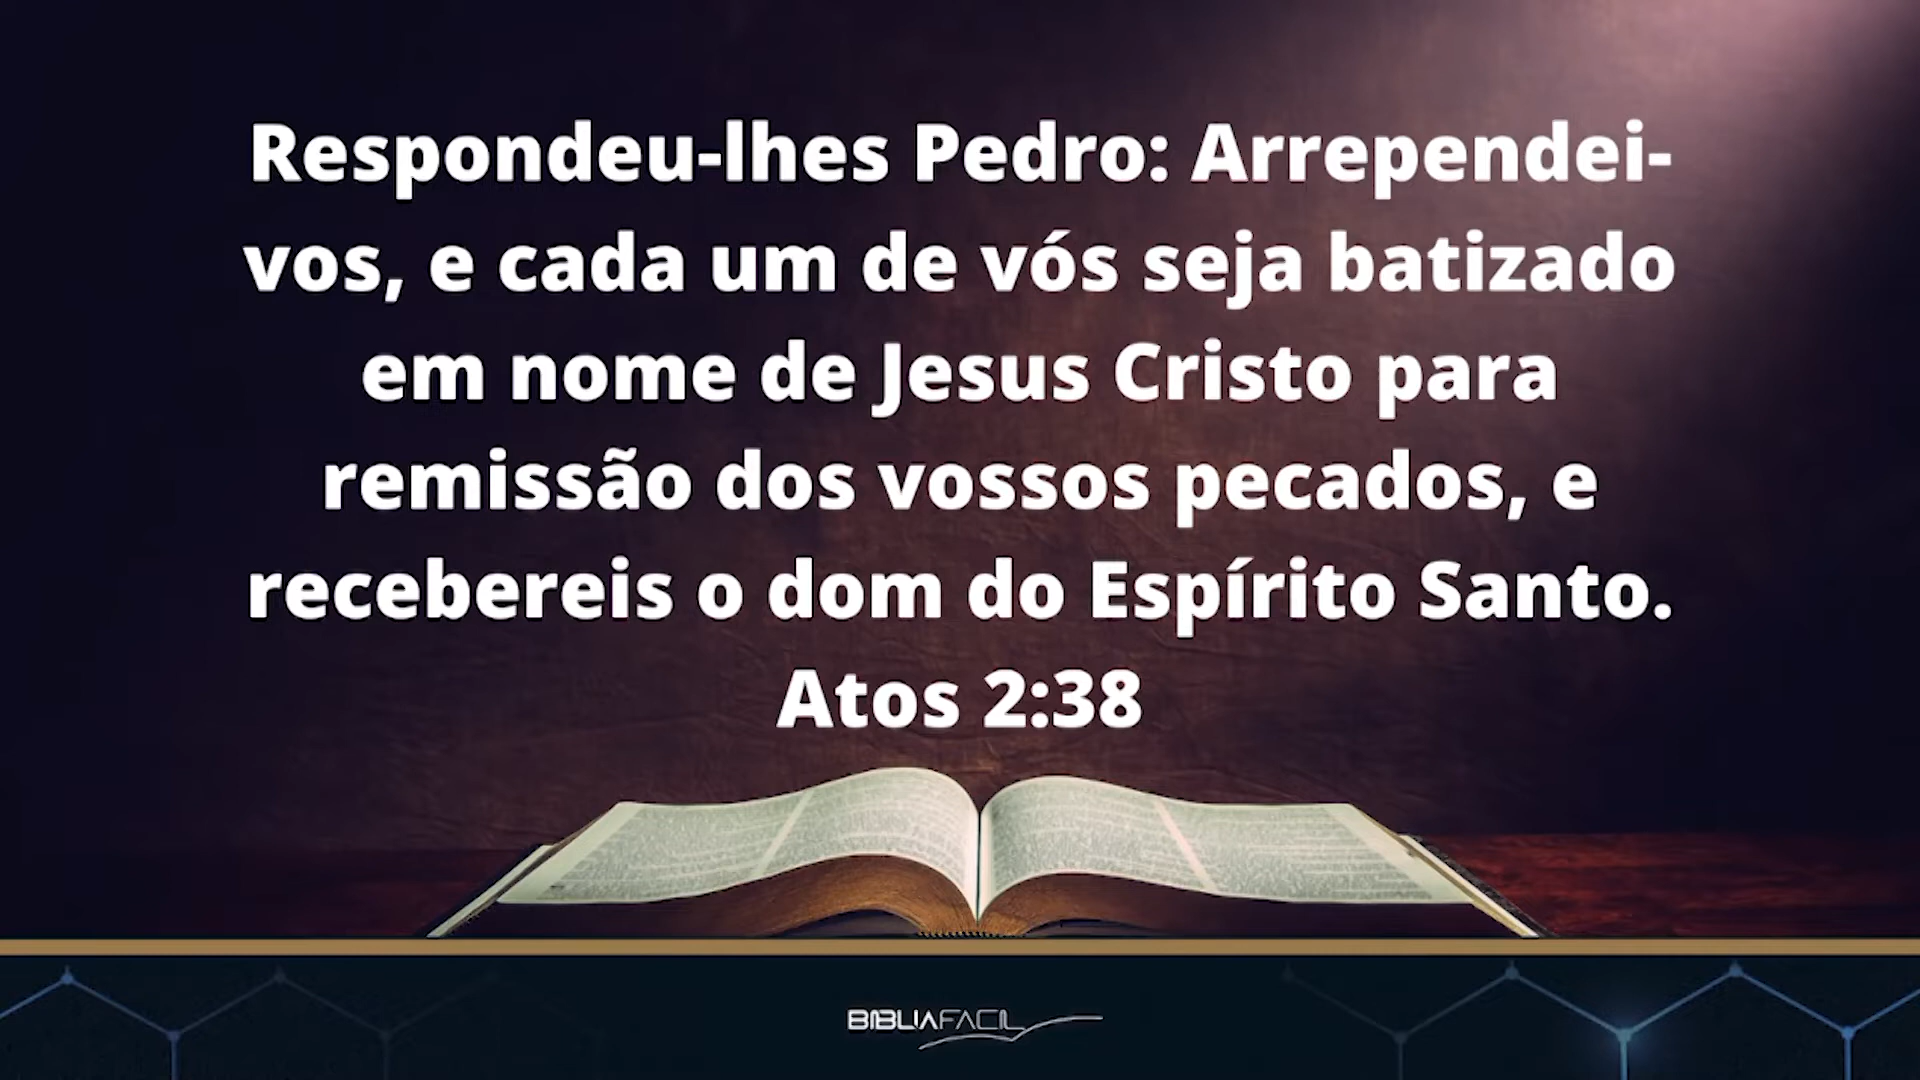 Respondeu-lhes Pedro: Arrependei-
vos, e cada um de vós seja batizado
em nome de Jesus Cristo para
remissão dos vossos pecados, e
recebereis o dom do Espírito Santo.
Atos 2:38
BIBLIAFACIL